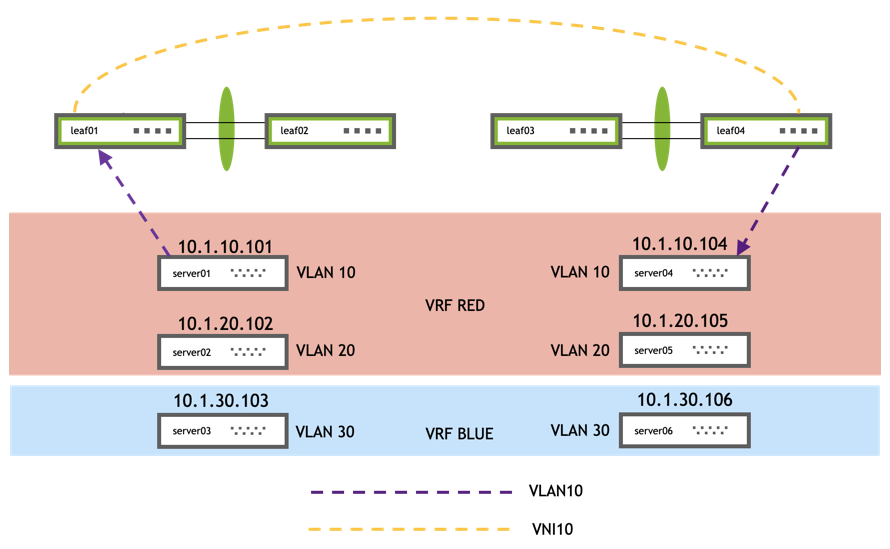 leaf01
leaf02
leaf03
leaf04
10.1.10.101
server01
VLAN 10
10.1.10.104
VLAN 10
server04
VRF RED
10.1.20.102
server02
VLAN 20
10.1.20.105
VLAN 20
server05
10.1.30.103
server03
VLAN 30
VRF BLUE
10.1.30.106
VLAN 30
server06
VLAN10
VNI10